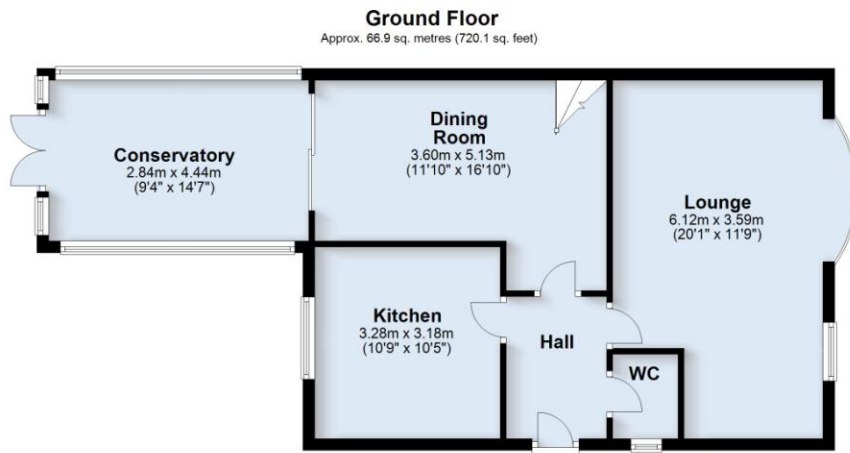 Ground Floor
Approx. 66.9 sq. metres (720.1 sq. feet)
Conservatory
2.84m x 4.44m
(9'4" x 14'7")
Dining
Room
3.60m x 5.13m
(11'10" x 16'10")
Lounge
6.12m x 3.59m
(20'1" x 11'9")
Kitchen
3.28m x 3.18m
(10'9" x 10'5")
Hall
WC